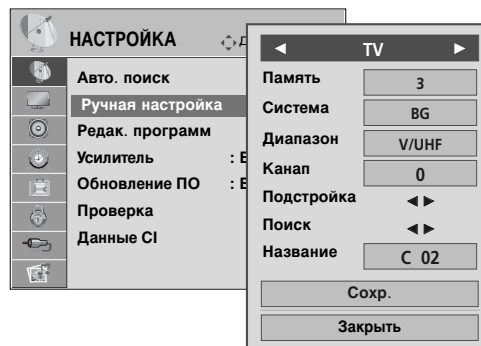 НАСТРОЙКА
Авто. поиск
Ручная настройка
Редак. программ
Усилитель : В
Обновление ПО : В
Проверка
Данные CI
◄ TV ►
Память 3
Система BG
Диапазон V/UHF
Канап 0
Подстройка ◄ ►
Поиск ◄ ►
Название C 02
Сохр.
Закрыть